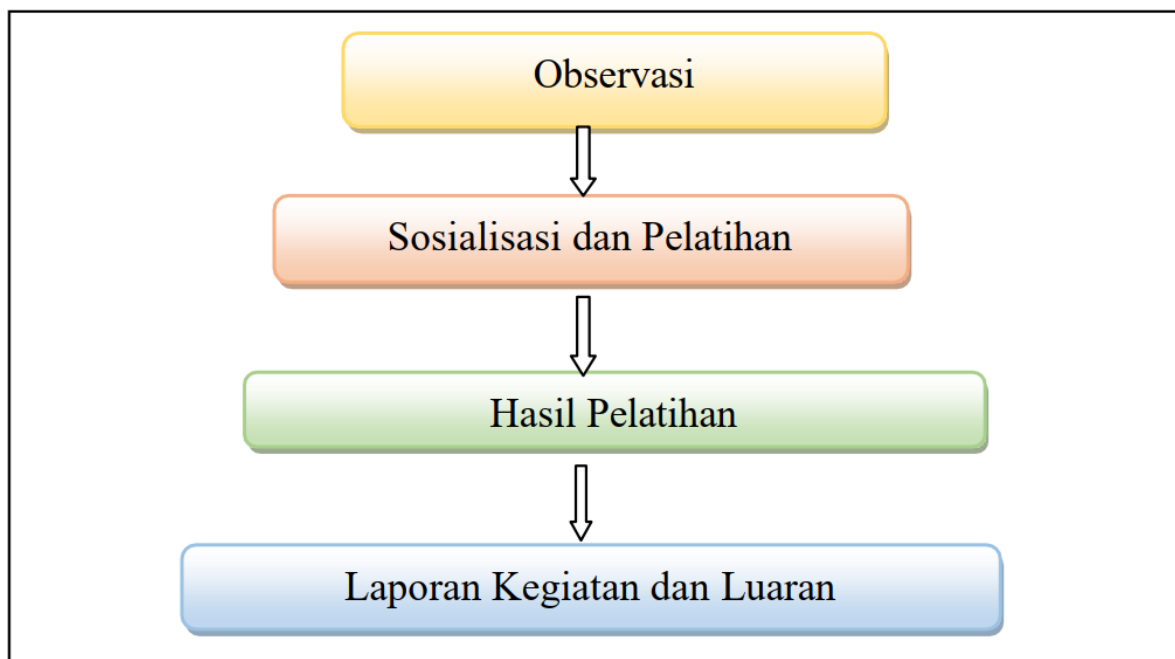 Observasi
Sosialisasi dan Pelatihan
Hasil Pelatihan
Laporan Kegiatan dan Luaran